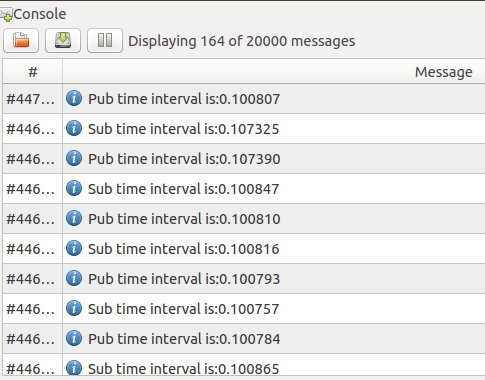 Console
Displaying 164 of 20000 messages
# Message
#447... Pub time interval is:0.100807
#446... Sub time interval is:0.107325
#446... Pub time interval is:0.107390
#446... Sub time interval is:0.100847
#446... Pub time interval is:0.100810
#446... Sub time interval is:0.100816
#446... Pub time interval is:0.100793
#446... Sub time interval is:0.100757
#446... Pub time interval is:0.100784
#446... Sub time interval is:0.100865